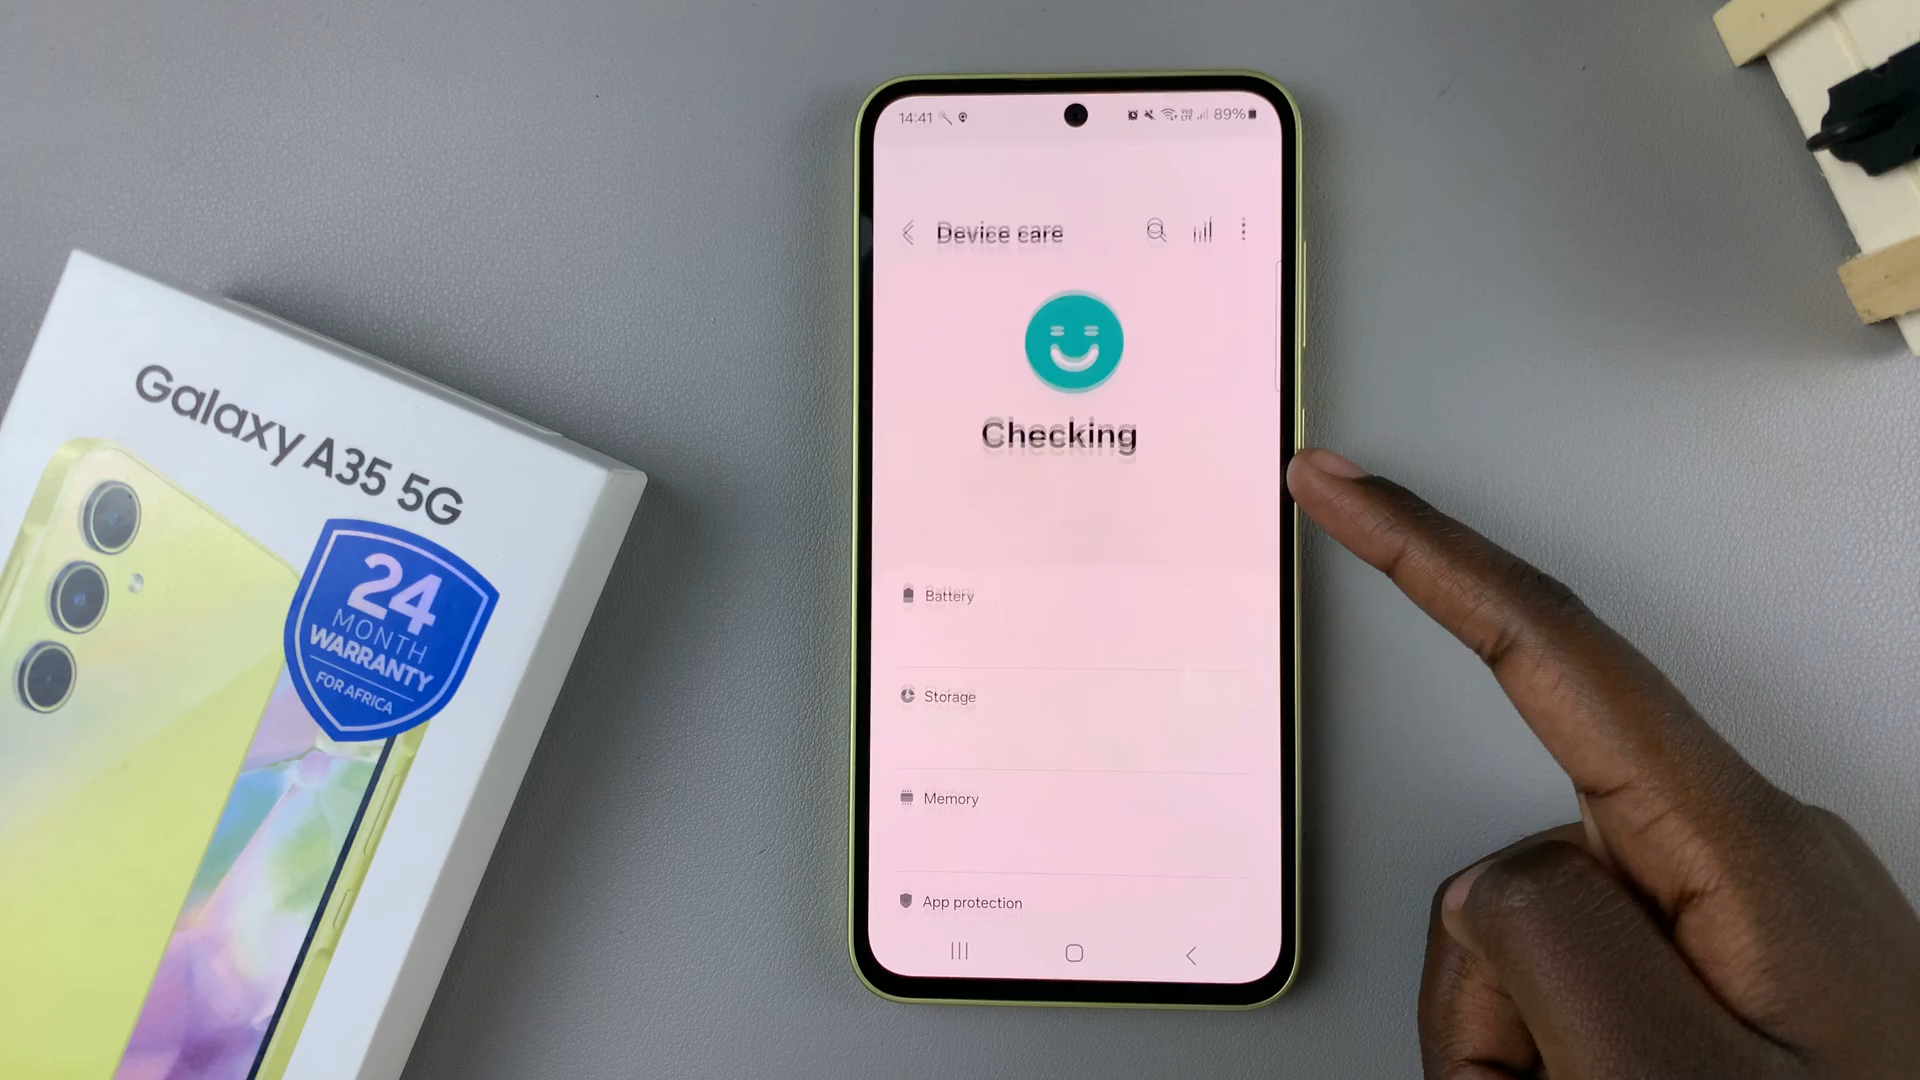 Galaxy A35 5G
24
MONTH
WARRANTY
FOR AFRICA
14:41
89%
Device care
Checking
Battery
Storage
Memory
App protection